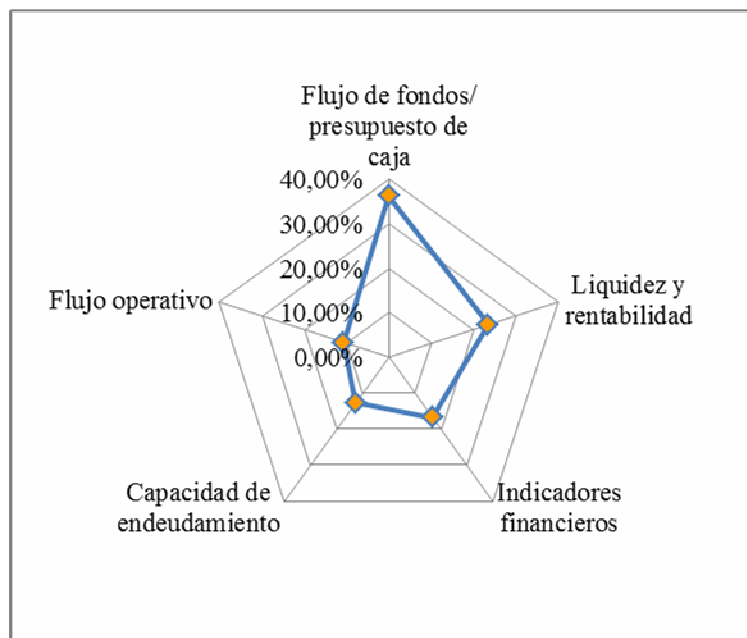 Flujo de fondos/
presupuesto de
caja
40,00%
30,00%
20,00%
10,00%
0,00%
Liquidez y
rentabilidad
Indicadores
financieros
Capacidad de
endeudamiento
Flujo operativo